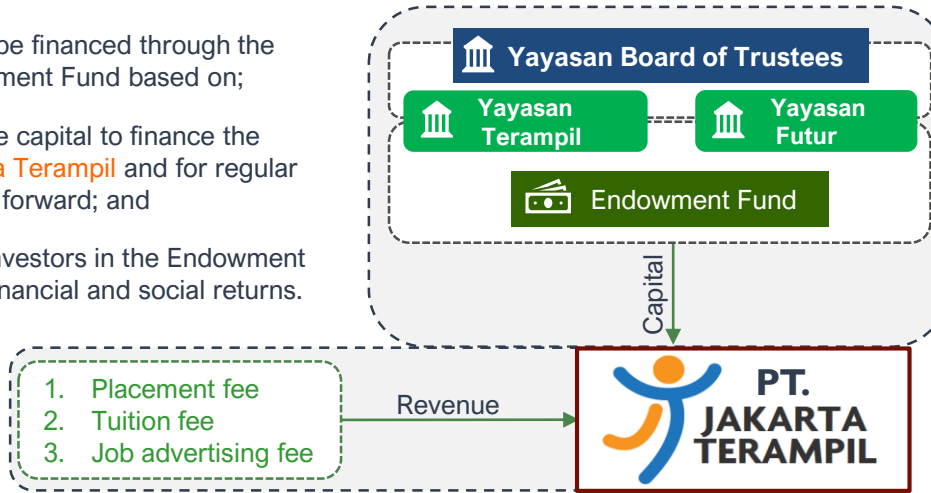 be financed through the
ment Fund based on;
e capital to finance the
a Terampil and for regular
forward; and
nvestors in the Endowment
inancial and social returns.
Yayasan Board of Trustees
Yayasan
Terampil
Yayasan
Futur
Endowment Fund
Capital
1. Placement fee
2. Tuition fee
3. Job advertising fee
Revenue
PT.
JAKARTA
TERAMPIL